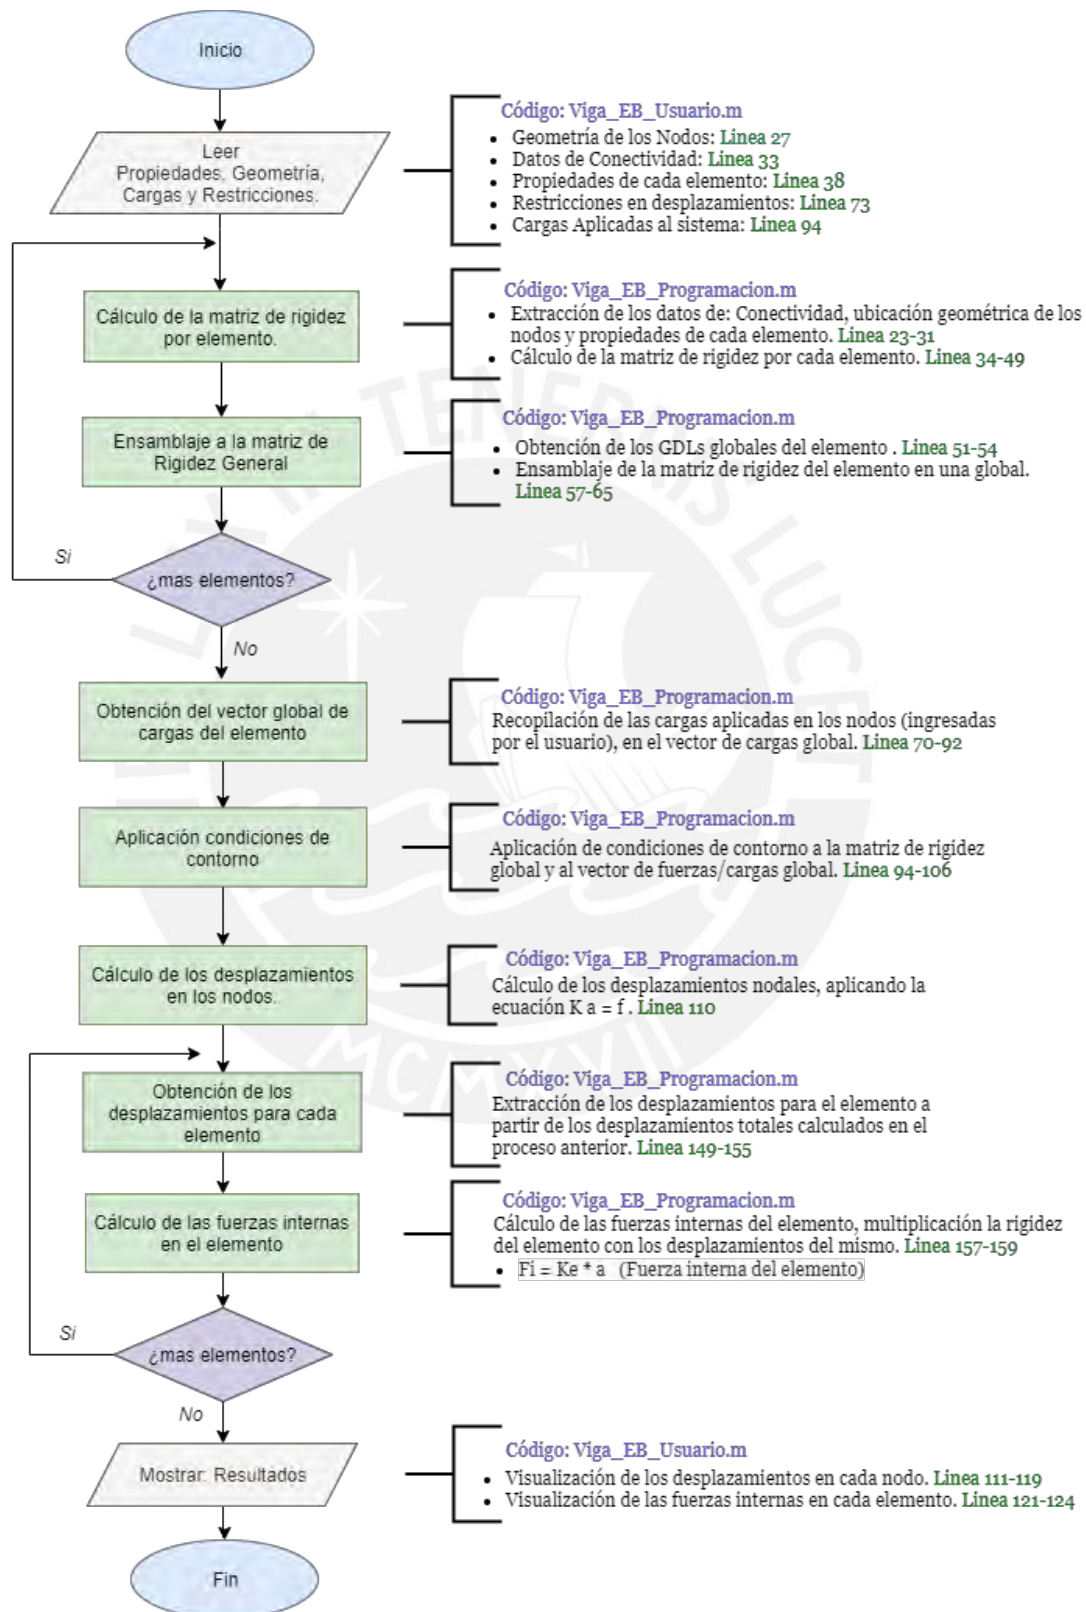 Inicio
Leer
Propiedades, Geometría,
Cargas y Restricciones.
Código: Viga_EB_Usuario.m
• Geometría de los Nodos: Linea 27
• Datos de Conectividad: Linea 33
• Propiedades de cada elemento: Linea 38
• Restricciones en desplazamientos: Linea 73
• Cargas Aplicadas al sistema: Linea 94
Cálculo de la matriz de rigidez
por elemento.
Código: Viga_EB_Programacion.m
• Extracción de los datos de: Conectividad, ubicación geométrica de los
nodos y propiedades de cada elemento. Linea 23-31
• Cálculo de la matriz de rigidez por cada elemento. Linea 34-49
Ensamblaje a la matriz de
Rigidez General
Código: Viga_EB_Programacion.m
• Obtención de los GDLs globales del elemento . Linea 51-54
• Ensamblaje de la matriz de rigidez del elemento en una global.
Linea 57-65
Si
¿mas elementos?
No
Obtención del vector global de
cargas del elemento
Código: Viga_EB_Programacion.m
Recopilación de las cargas aplicadas en los nodos (ingresadas
por el usuario), en el vector de cargas global. Linea 70-92
Aplicación condiciones de
contorno
Código: Viga_EB_Programacion.m
Aplicación de condiciones de contorno a la matriz de rigidez
global y al vector de fuerzas/cargas global. Linea 94-106
Cálculo de los desplazamientos
en los nodos.
Código: Viga_EB_Programacion.m
Cálculo de los desplazamientos nodales, aplicando la
ecuación K a = f . Linea 110
Obtención de los
desplazamientos para cada
elemento
Código: Viga_EB_Programacion.m
Extracción de los desplazamientos para el elemento a
partir de los desplazamientos totales calculados en el
proceso anterior. Linea 149-155
Cálculo de las fuerzas internas
en el elemento
Código: Viga_EB_Programacion.m
Cálculo de las fuerzas internas del elemento, multiplicación la rigidez
del elemento con los desplazamientos del mismo. Linea 157-159
• Fi = Ke * a (Fuerza interna del elemento)
Si
¿mas elementos?
No
Mostrar: Resultados
Código: Viga_EB_Usuario.m
• Visualización de los desplazamientos en cada nodo. Linea 111-119
• Visualización de las fuerzas internas en cada elemento. Linea 121-124
Fin
TENEBRIS LUCET
MCMXVII